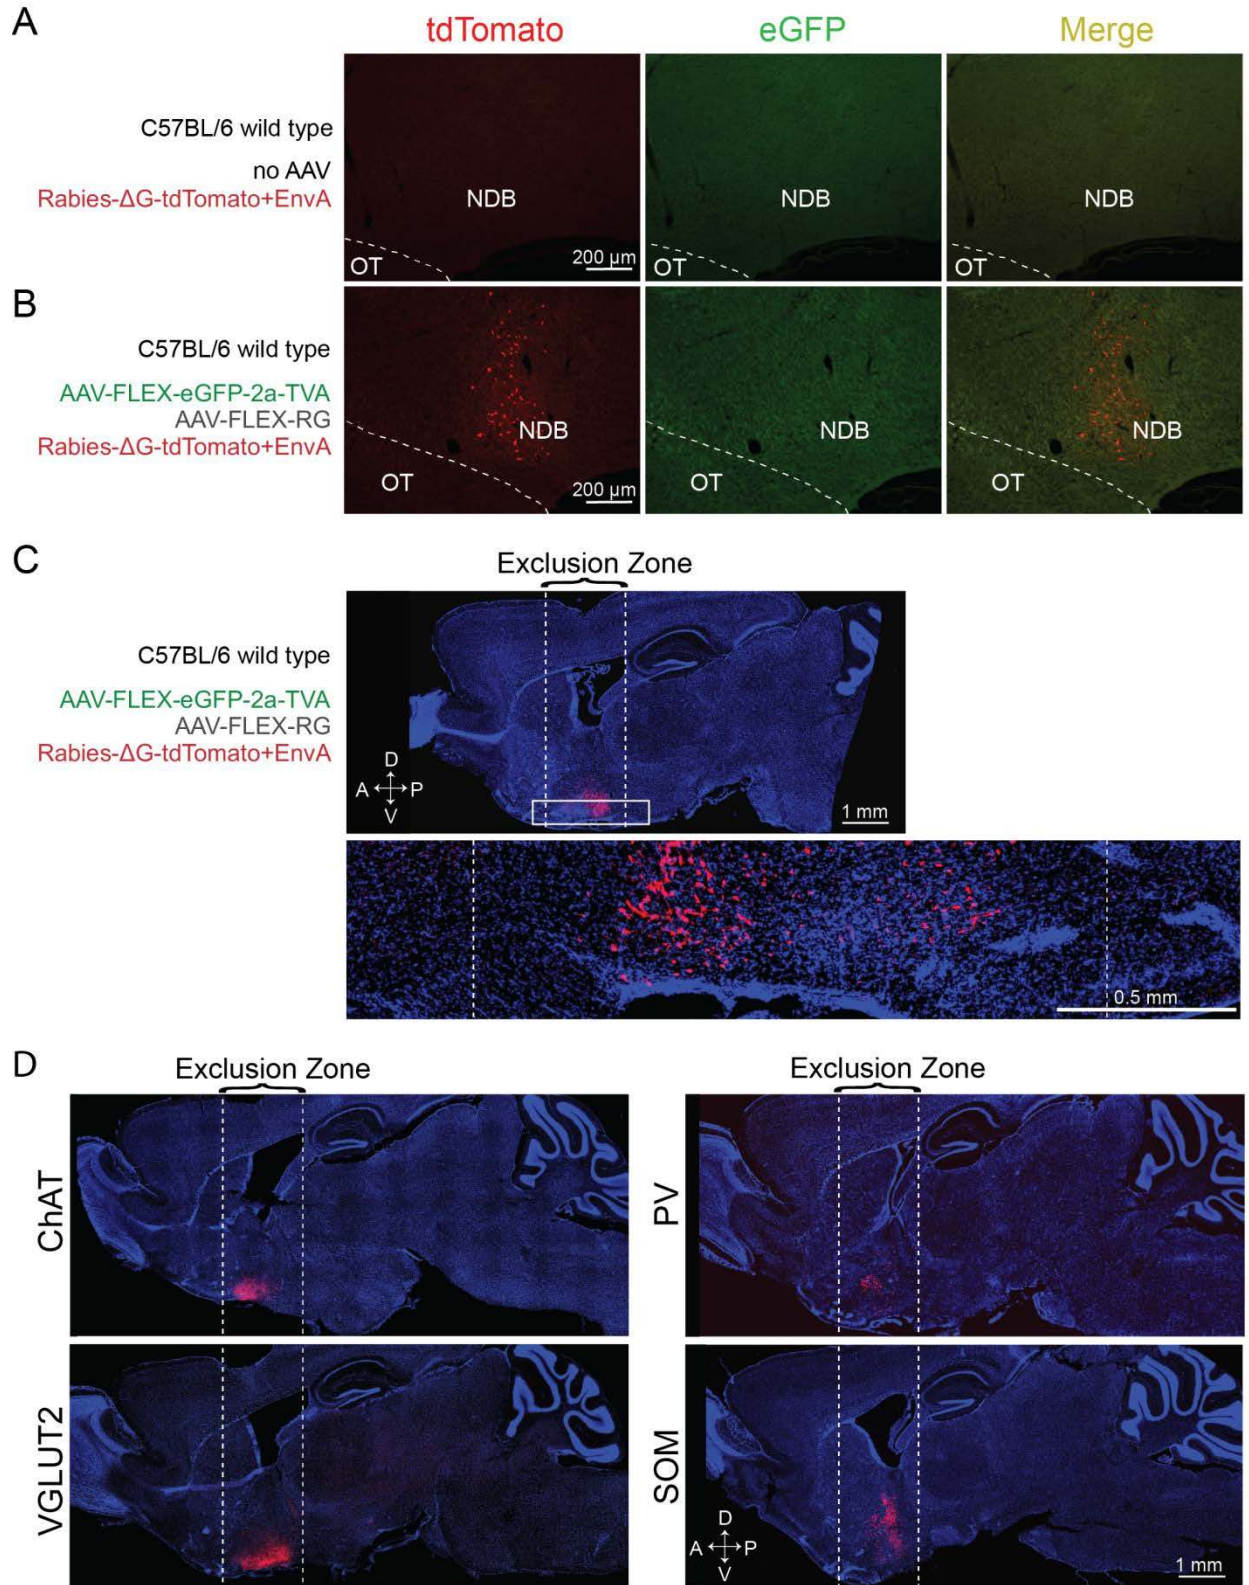 A
tdTomato eGFP Merge
C57BL/6 wild type
no AAV
Rabies-ΔG-tdTomato+EnvA
NDB NDB NDB
OT 200 μm OT OT
B
C57BL/6 wild type
AAV-FLEX-eGFP-2a-TVA
AAV-FLEX-RG
Rabies-ΔG-tdTomato+EnvA
NDB NDB NDB
OT 200 μm OT OT
C
Exclusion Zone
C57BL/6 wild type
AAV-FLEX-eGFP-2a-TVA
AAV-FLEX-RG
Rabies-ΔG-tdTomato+EnvA
D
A P
V
1 mm
0.5 mm
D
Exclusion Zone Exclusion Zone
ChAT PV
VGLUT2 SOM
D
A P
V
1 mm